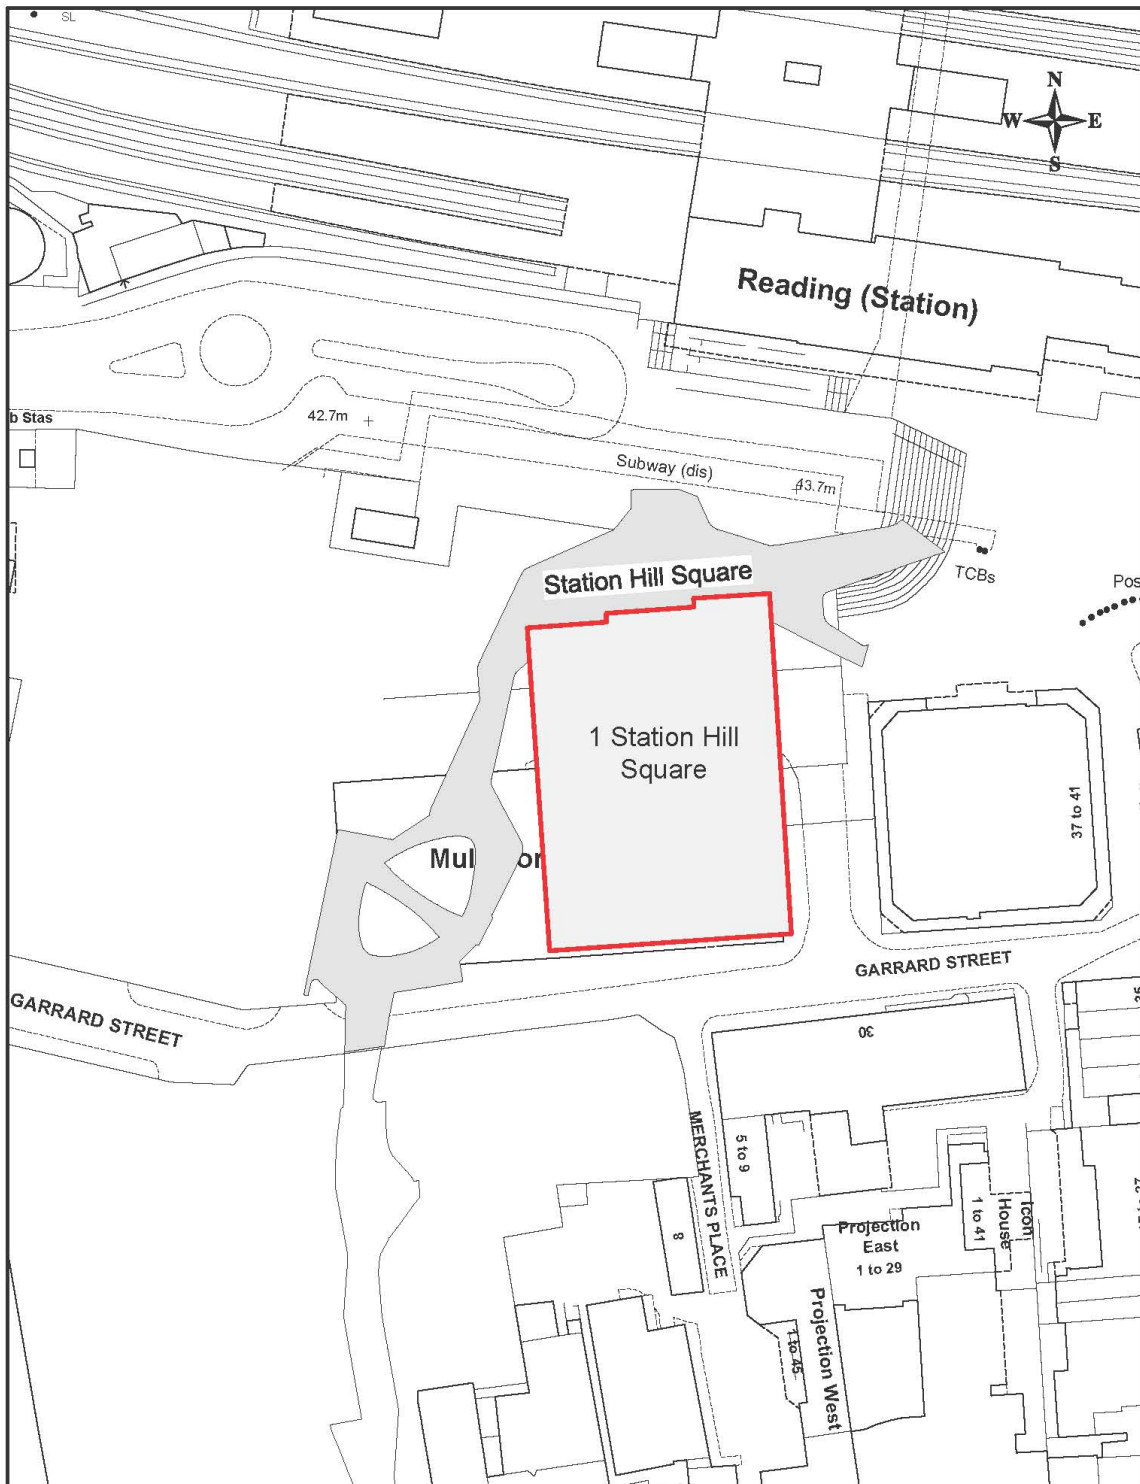 SL
N
W E
S
Reading (Station)
b Stas
42.7m
Subway (dis)
43.7m
TCBs
Pos
Station Hill Square
1 Station Hill
Square
37 to 41
Mul
or
GARRARD STREET
GARRARD STREET
30
MERCHANTS PLACE
5 to 9
8
Projection
East
1 to 29
1 to 41
Icon
House
Projection West
1 to 45